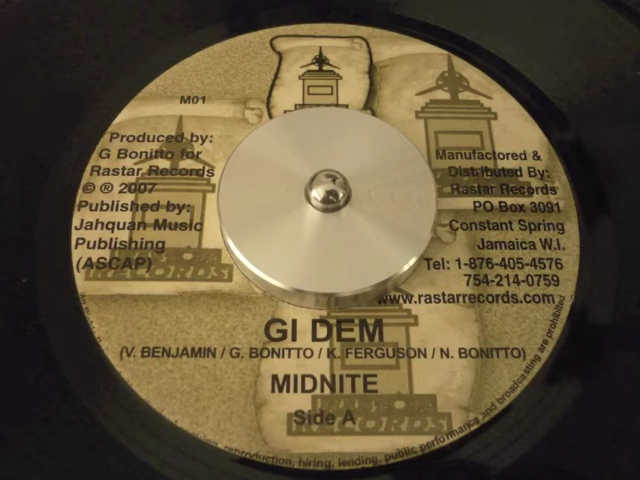 M01
Produced by:
G Bonitto for
Rastar Records
© ® 2007
Published by:
Jahquan Music
Publishing
(ASCAP)
Manufactored &
Distributed By:
Rastar Records
PO Box 3091
Constant Spring
Jamaica W.I.
Tel: 1-876-405-4576
754-214-0759
www.rastarrecords.com
GI DEM
(V. BENJAMIN / G. BONITTO / K. FERGUSON / N. BONITTO)
MIDNITE
Side A
RECORDS
RECORDS
reproduction, hiring, lending, public performance and broadcasting are prohibited